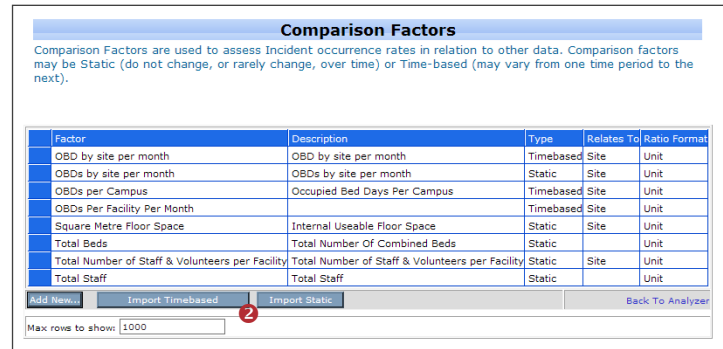 Comparison Factors
Comparison Factors are used to assess Incident occurrence rates in relation to other data. Comparison factors
may be Static (do not change, or rarely change, over time) or Time-based (may vary from one time period to the
next).
Factor Description Type Relates To Ratio Format
OBD by site per month OBD by site per month Timebased Site Unit
OBDs by site per month OBDs by site per month Static Site Unit
OBDs per Campus Occupied Bed Days Per Campus Timebased Site Unit
OBDs Per Facility Per Month Timebased Site Unit
Square Metre Floor Space Internal Useable Floor Space Static Site Unit
Total Beds Total Number Of Combined Beds Static Unit
Total Number of Staff & Volunteers per Facility Total Number of Staff & Volunteers per Facility Static Site Unit
Total Staff Total Staff Static Unit
Add New... Import Timebased Import Static Back To Analyzer
2
Max rows to show: 1000